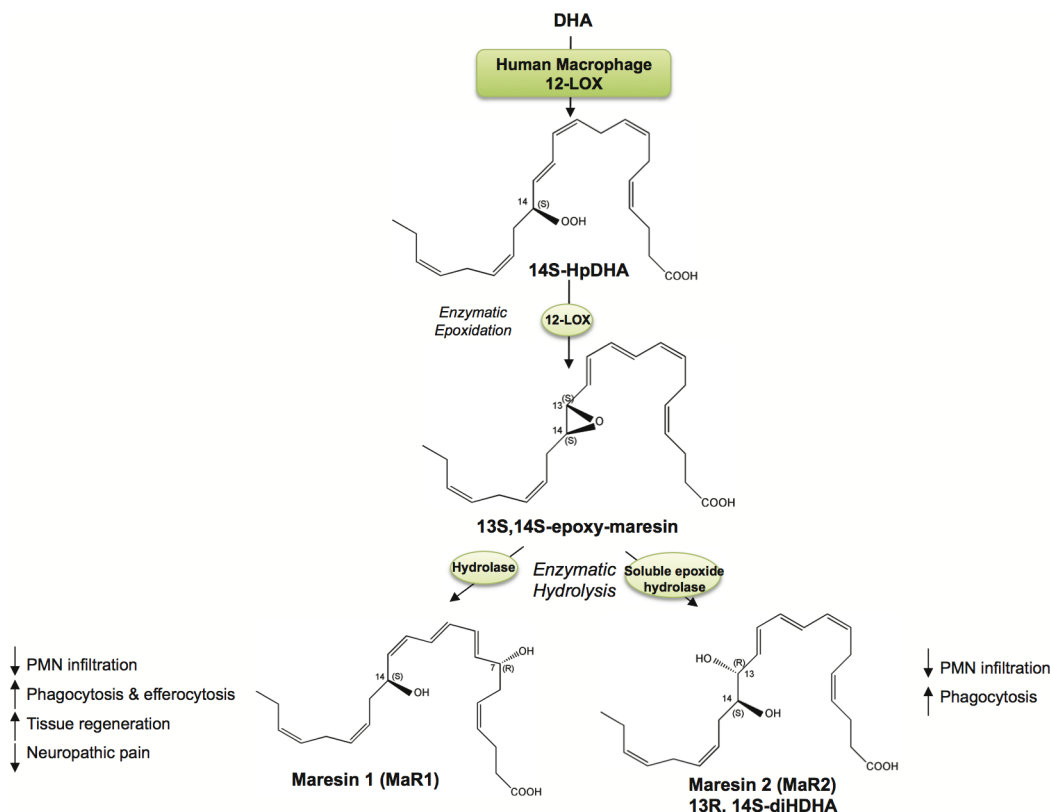 DHA
Human Macrophage
12-LOX
14
(S)
OOH
COOH
14S-HpDHA
Enzymatic
Epoxidation
12-LOX
(S)
13
O
14
(S)
COOH
13S,14S-epoxy-maresin
Hydrolase
Enzymatic
Hydrolysis
Soluble epoxide
hydrolase
PMN infiltration
Phagocytosis & efferocytosis
Tissue regeneration
Neuropathic pain
14 (S)
OH
OH
7 (R)
COOH
Maresin 1 (MaR1)
HO
(R)
13
14
(S)
OH
COOH
Maresin 2 (MaR2)
13R, 14S-diHDHA
PMN infiltration
Phagocytosis